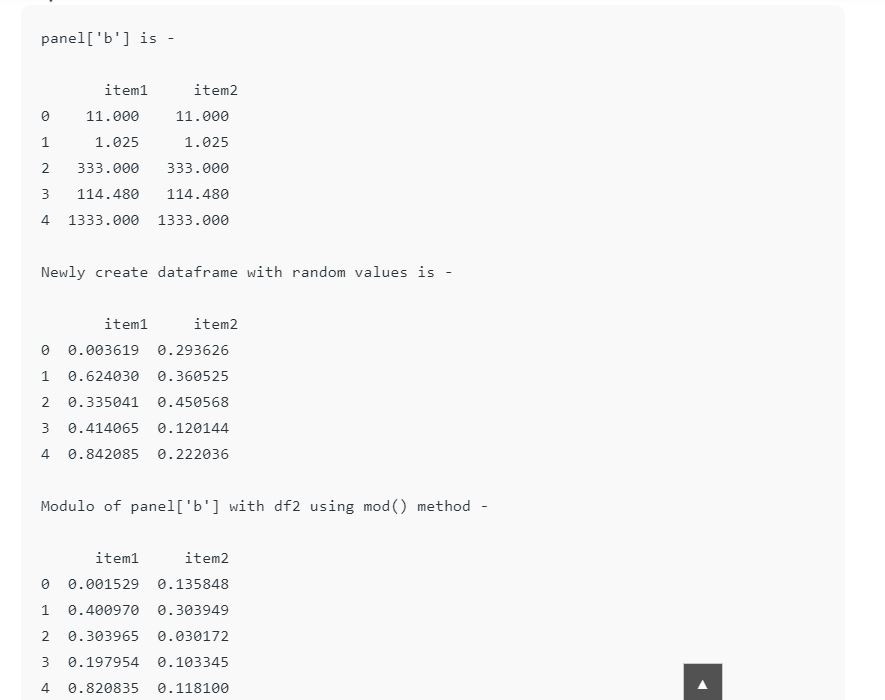 panel['b'] is -
item1 item2
0 11.000 11.000
1 1.025 1.025
2 333.000 333.000
3 114.480 114.480
4 1333.000 1333.000
Newly create dataframe with random values is -
item1 item2
0 0.003619 0.293626
1 0.624030 0.360525
2 0.335041 0.450568
3 0.414065 0.120144
4 0.842085 0.222036
Modulo of panel['b'] with df2 using mod() method -
item1 item2
0 0.001529 0.135848
1 0.400970 0.303949
2 0.303965 0.030172
3 0.197954 0.103345
4 0.820835 0.118100